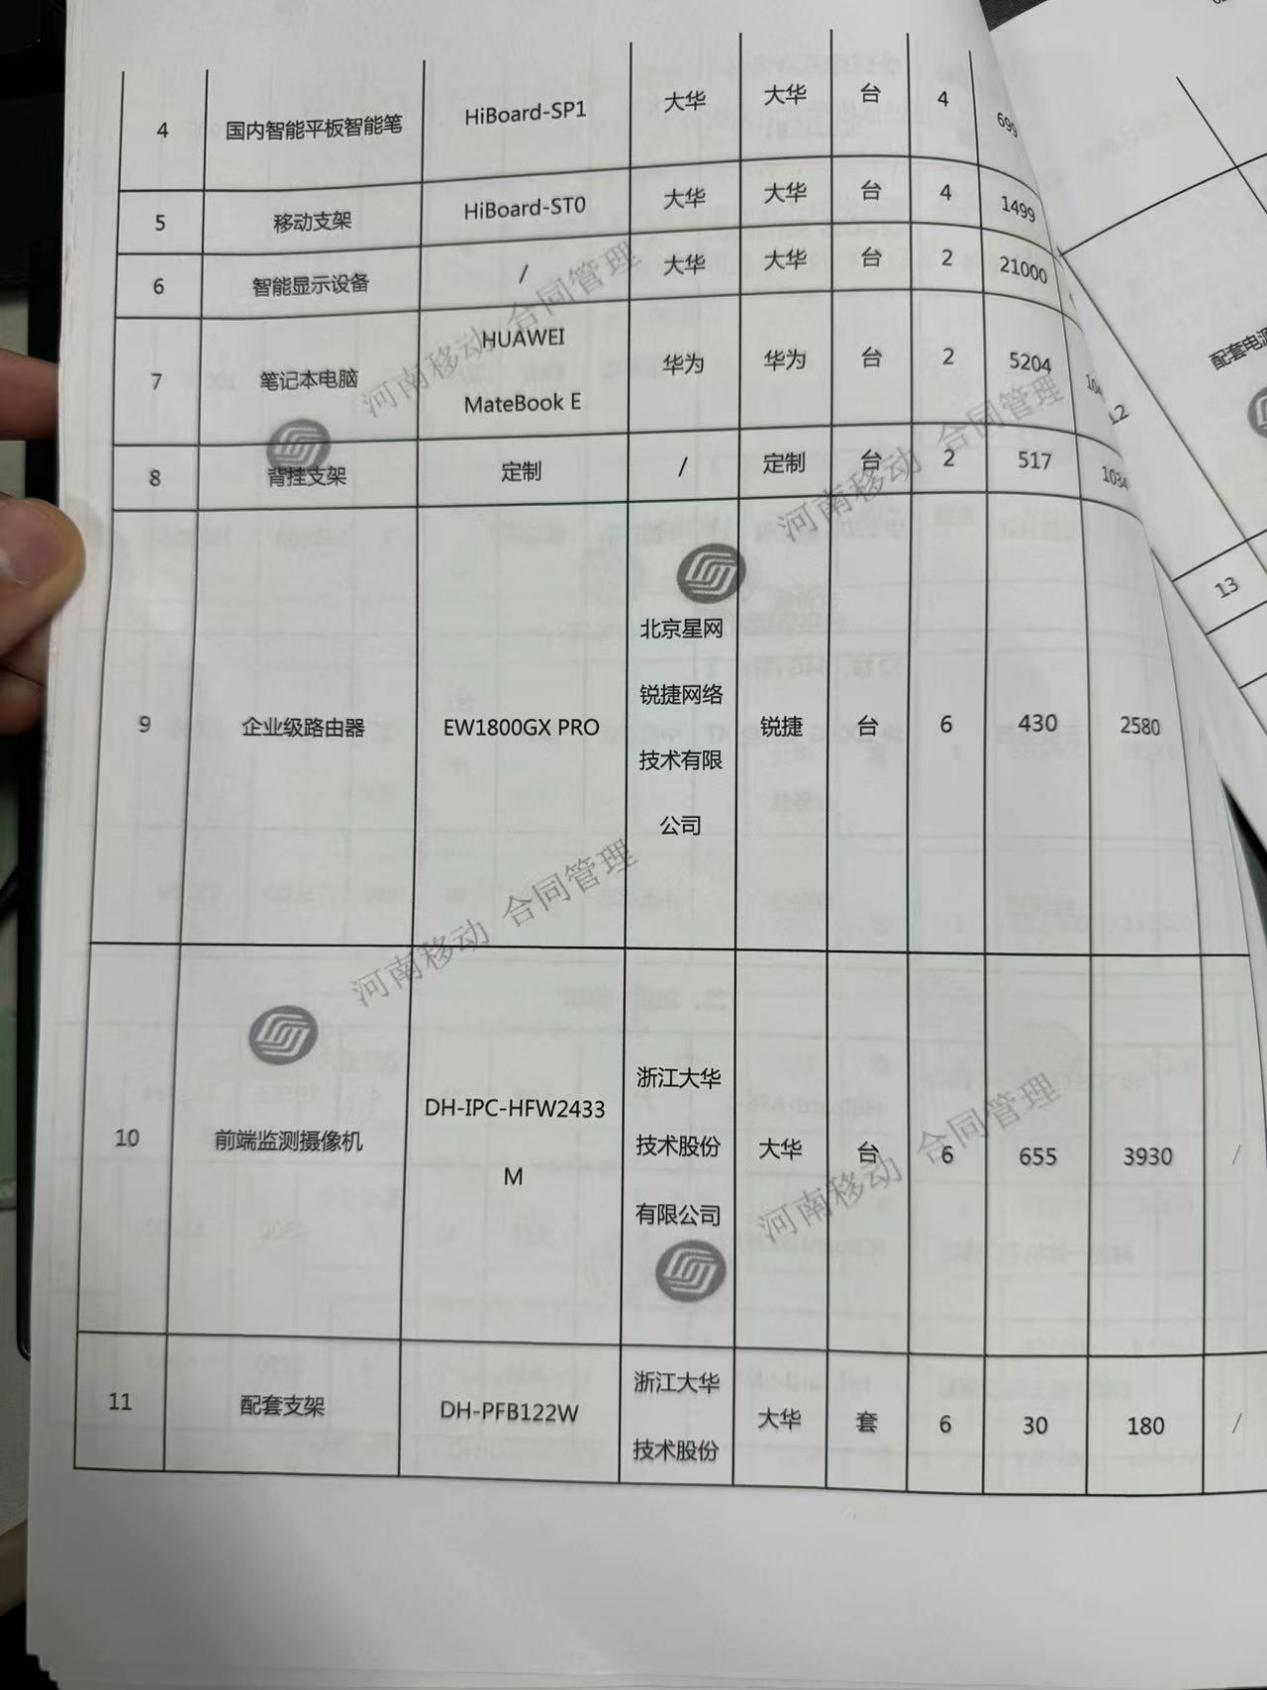 4 国内智能平板智能笔 HiBoard-SP1 大华 大华 台 4 699
5 移动支架 HiBoard-ST0 大华 大华 台 4 1499
6 智能显示设备 / 大华 大华 台 2 21000
7 笔记本电脑 HUAWEI 华为 华为 台 2 5204
MateBook E
8 背挂支架 定制 / 定制 台 2 517 1034
9 企业级路由器 EW1800GX PRO 北京星网 锐捷 台 6 430 2580
锐捷网络
技术有限
公司
10 前端监测摄像机 DH-IPC-HFW2433 浙江大华 大华 台 6 655 3930 /
M 技术股份
有限公司
11 配套支架 DH-PFB122W 浙江大华 大华 套 6 30 180 /
技术股份
河南移动 合同管理
河南移动 合同管理
河南移动 合同管理
河南移动 合同管理
12
配套电源
13